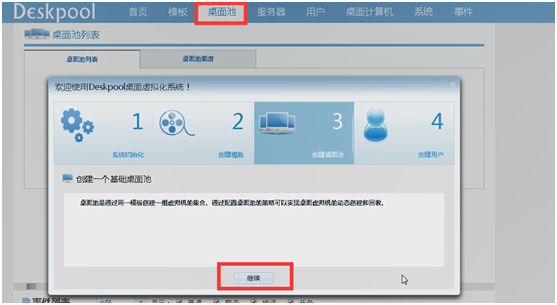 Deskpool 首页 模板 桌面池 服务器 用户 桌面计算机 系统 事件
桌面池列表
桌面池列表 桌面池高度
欢迎使用Deskpool桌面虚拟化系统！
1 2 3 4
系统初始化 创建模板 创建桌面池 创建用户
创建一个基础桌面池
桌面池是通过同一模板创建一组虚拟机的集合，通过配置桌面池的策略可以实现桌面虚拟机的动态创建和回收。
继续
事件列表